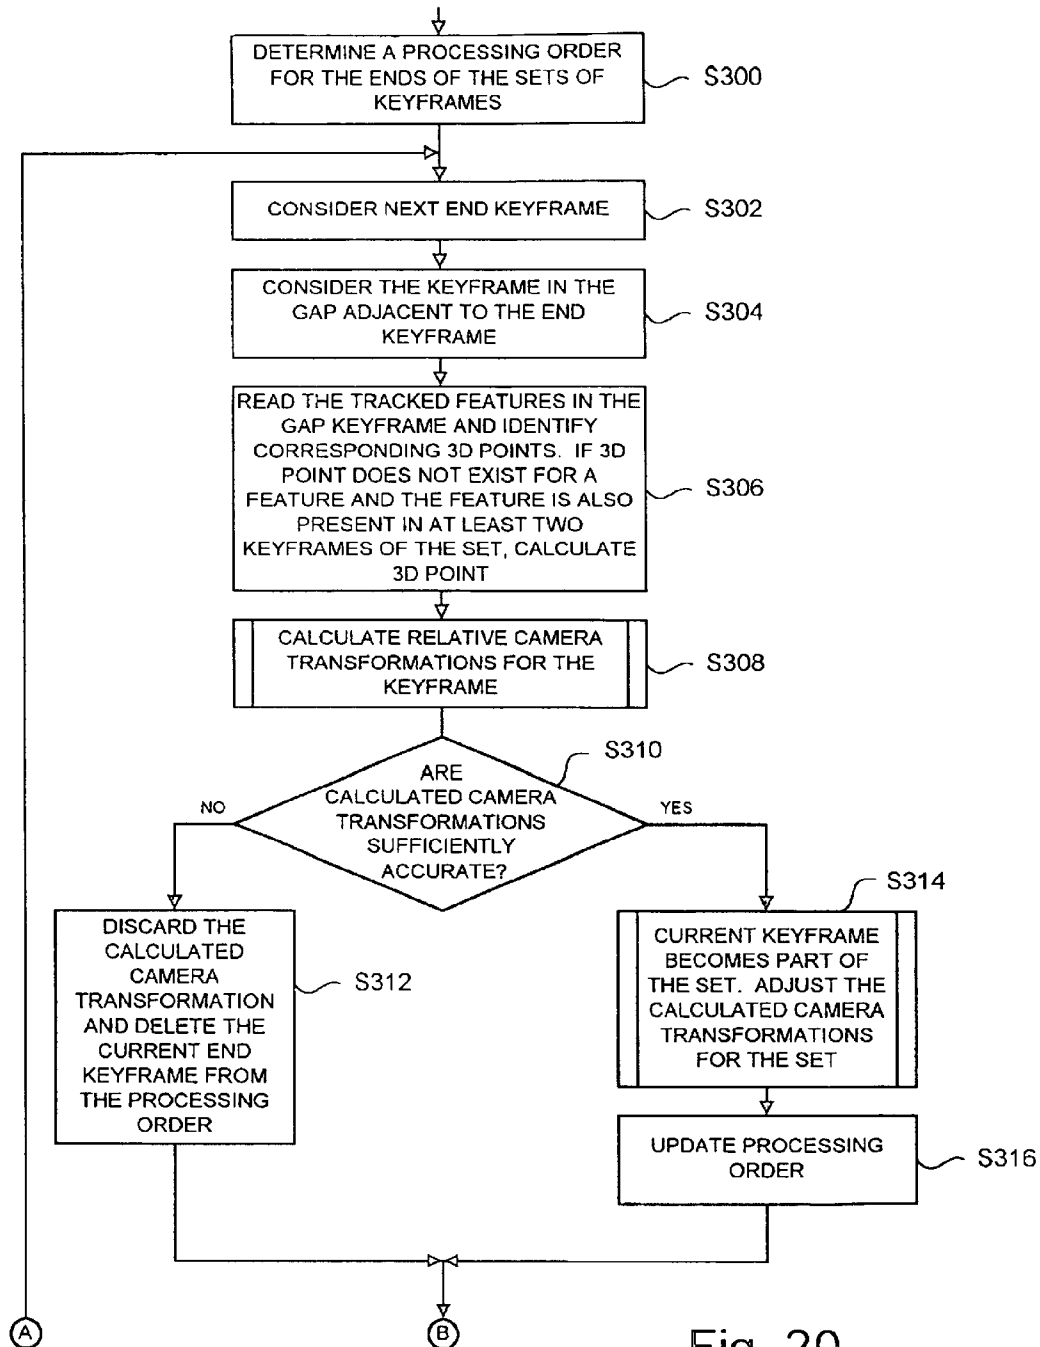 DETERMINE A PROCESSING ORDER
FOR THE ENDS OF THE SETS OF
KEYFRAMES
S300
CONSIDER NEXT END KEYFRAME
S302
CONSIDER THE KEYFRAME IN THE
GAP ADJACENT TO THE END
KEYFRAME
S304
READ THE TRACKED FEATURES IN THE
GAP KEYFRAME AND IDENTIFY
CORRESPONDING 3D POINTS. IF 3D
POINT DOES NOT EXIST FOR A
FEATURE AND THE FEATURE IS ALSO
PRESENT IN AT LEAST TWO
KEYFRAMES OF THE SET, CALCULATE
3D POINT
S306
CALCULATE RELATIVE CAMERA
TRANSFORMATIONS FOR THE
KEYFRAME
S308
S310
ARE
CALCULATED CAMERA
TRANSFORMATIONS
SUFFICIENTLY
ACCURATE?
NO
YES
DISCARD THE
CALCULATED
CAMERA
TRANSFORMATION
AND DELETE THE
CURRENT END
KEYFRAME FROM
THE PROCESSING
ORDER
S312
S314
CURRENT KEYFRAME
BECOMES PART OF
THE SET. ADJUST THE
CALCULATED CAMERA
TRANSFORMATIONS
FOR THE SET
UPDATE PROCESSING
ORDER
S316
A
B
Fig. 20